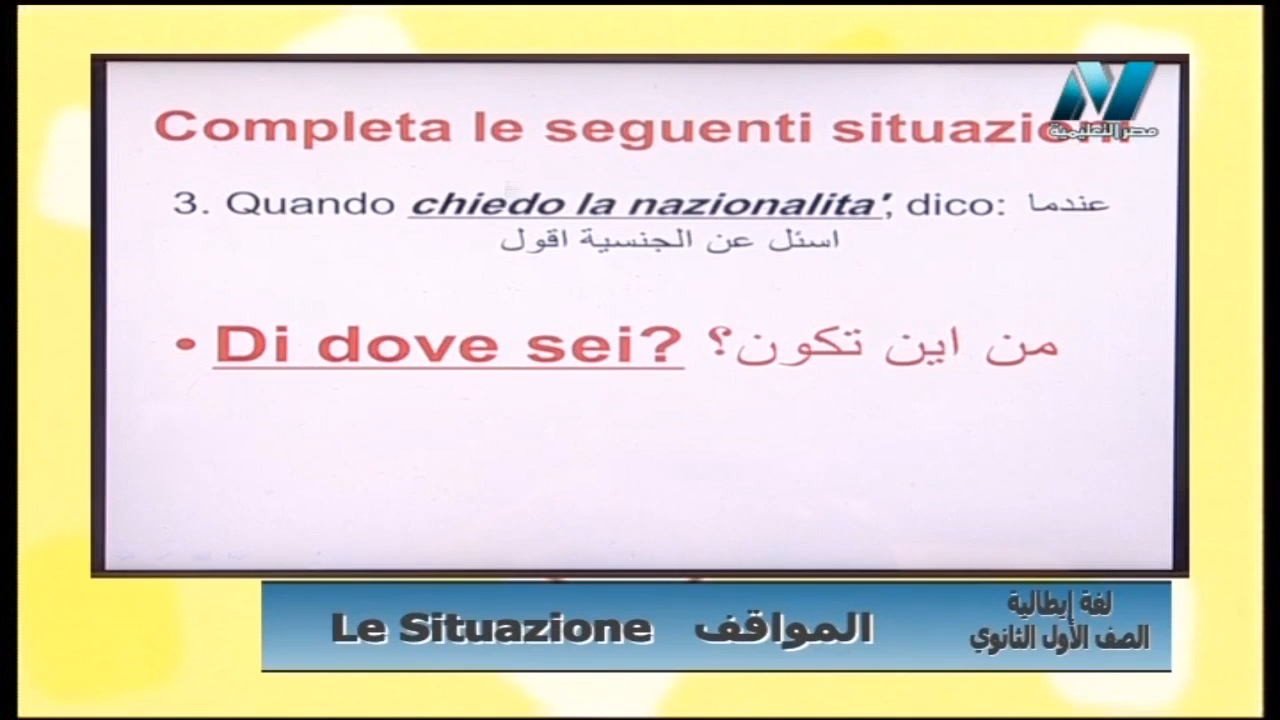 Completa le seguenti situazioni
مصر التعليمية
3. Quando chiedo la nazionalita', dico: عندما
اسئل عن الجنسية اقول
• Di dove sei? من اين تكون؟
Le Situazione المواقف
لغة إيطالية
الصف الأول الثانوي